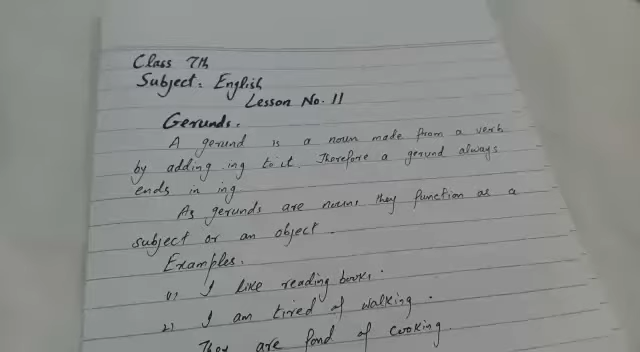 Class 7th
Subject: English
Lesson No. 11
Gerunds.
A gerund is a noun made from a verb
by adding ing to it. Therefore a gerund always
ends in ing
As gerunds are nouns they function as a
subject or an object.
Examples.
1) I like reading books.
2) I am tired of walking.
They are fond of cooking.